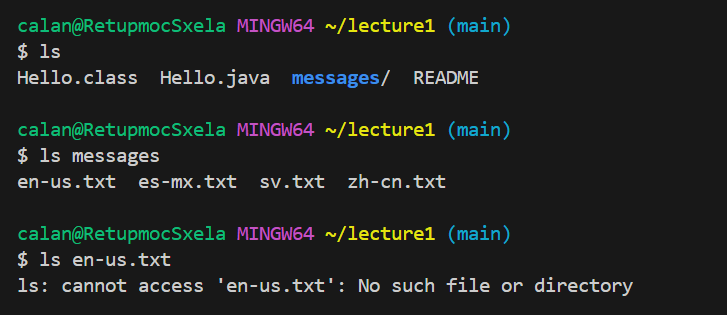 calan@RetupmocSxela MINGW64 ~/lecture1 (main)
$ ls
Hello.class  Hello.java  messages/  README
calan@RetupmocSxela MINGW64 ~/lecture1 (main)
$ ls messages
en-us.txt  es-mx.txt  sv.txt  zh-cn.txt
calan@RetupmocSxela MINGW64 ~/lecture1 (main)
$ ls en-us.txt
ls: cannot access 'en-us.txt': No such file or directory